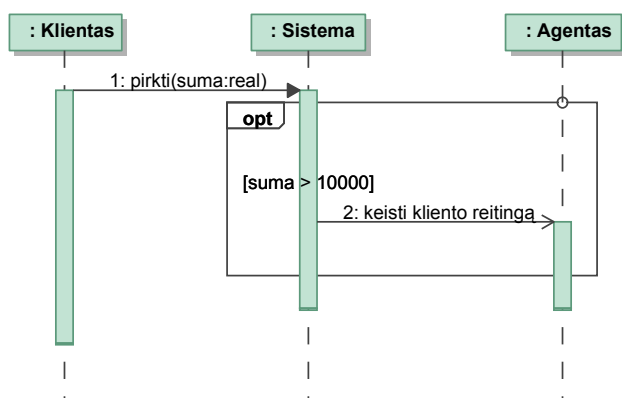 : Klientas
: Sistema
: Agentas
1: pirkti(suma:real)
opt
[suma > 10000]
2: keisti kliento reitingą